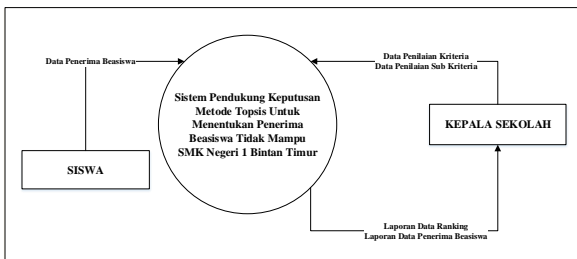 Data Penerima Beasiswa
Data Penilaian Kriteria
Data Penilaian Sub Kriteria
Sistem Pendukung Keputusan
Metode Topsis Untuk
Menentukan Penerima
Beasiswa Tidak Mampu
SMK Negeri 1 Bintan Timur
KEPALA SEKOLAH
SISWA
Laporan Data Ranking
Laporan Data Penerima Beasiswa